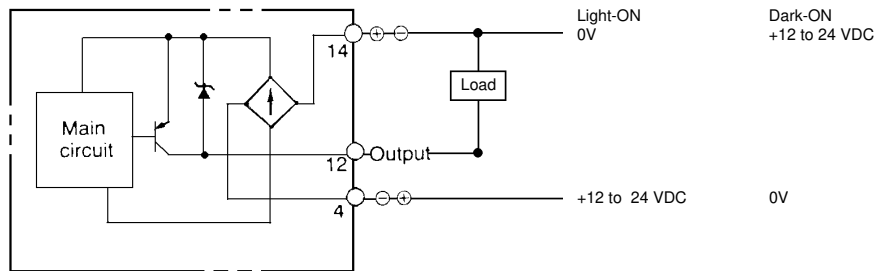 Light-ON Dark-ON
0V +12 to 24 VDC
14 ⊕ ⊖
Load
Main
circuit
12 Output
4 ⊖ ⊕ +12 to 24 VDC 0V